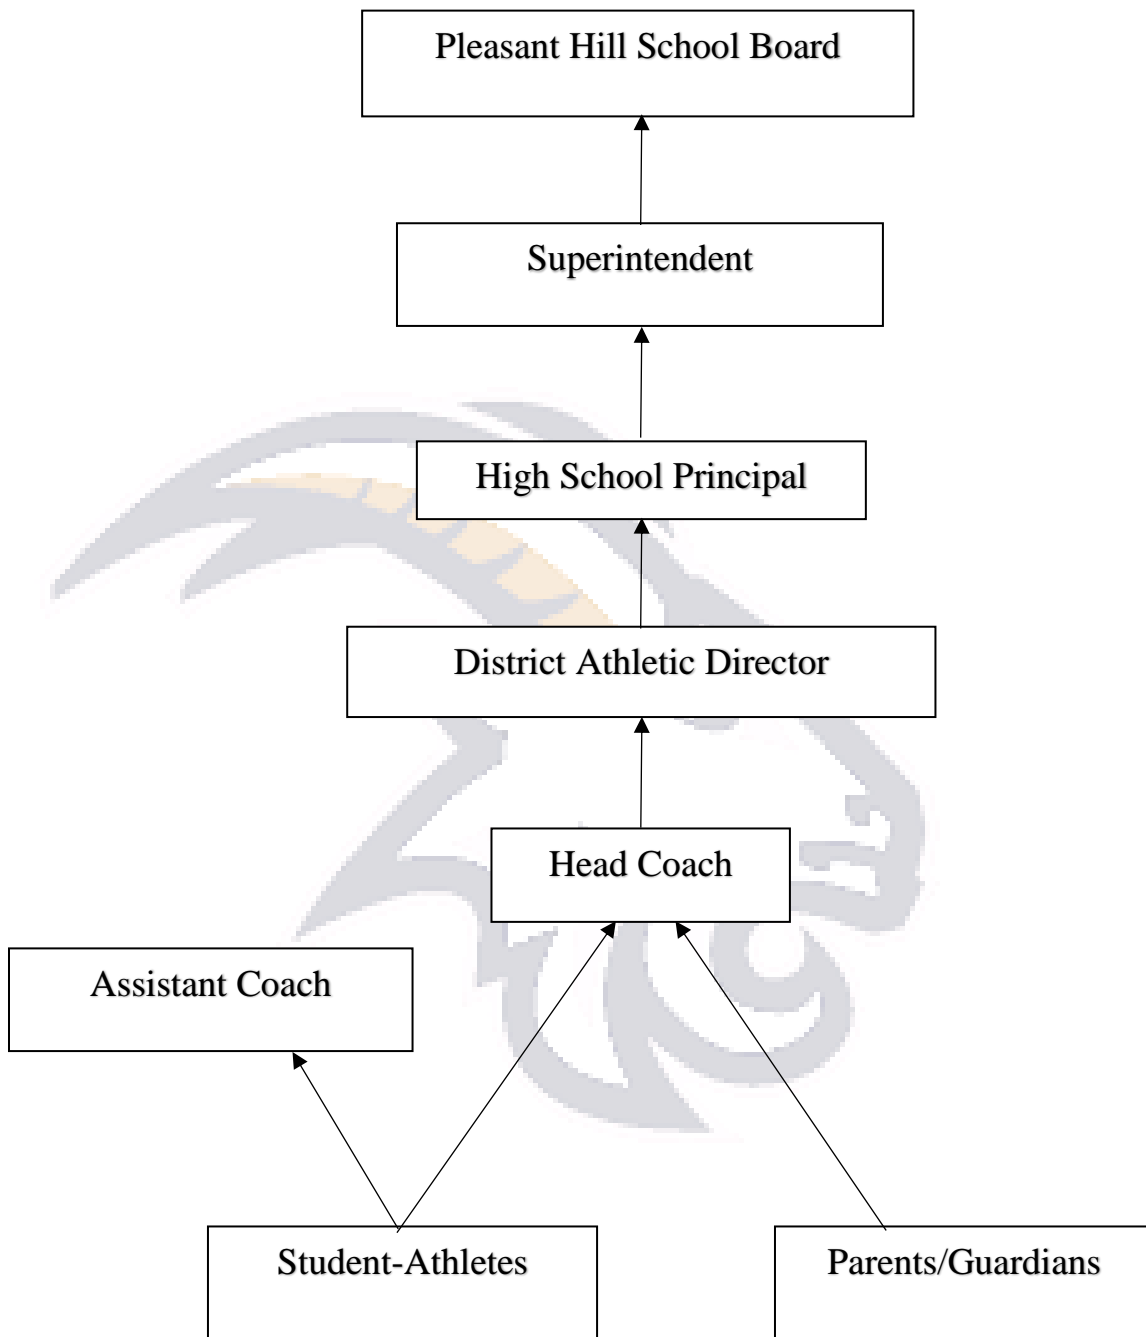 Pleasant Hill School Board
Superintendent
High School Principal
District Athletic Director
Head Coach
Assistant Coach
Student-Athletes
Parents/Guardians